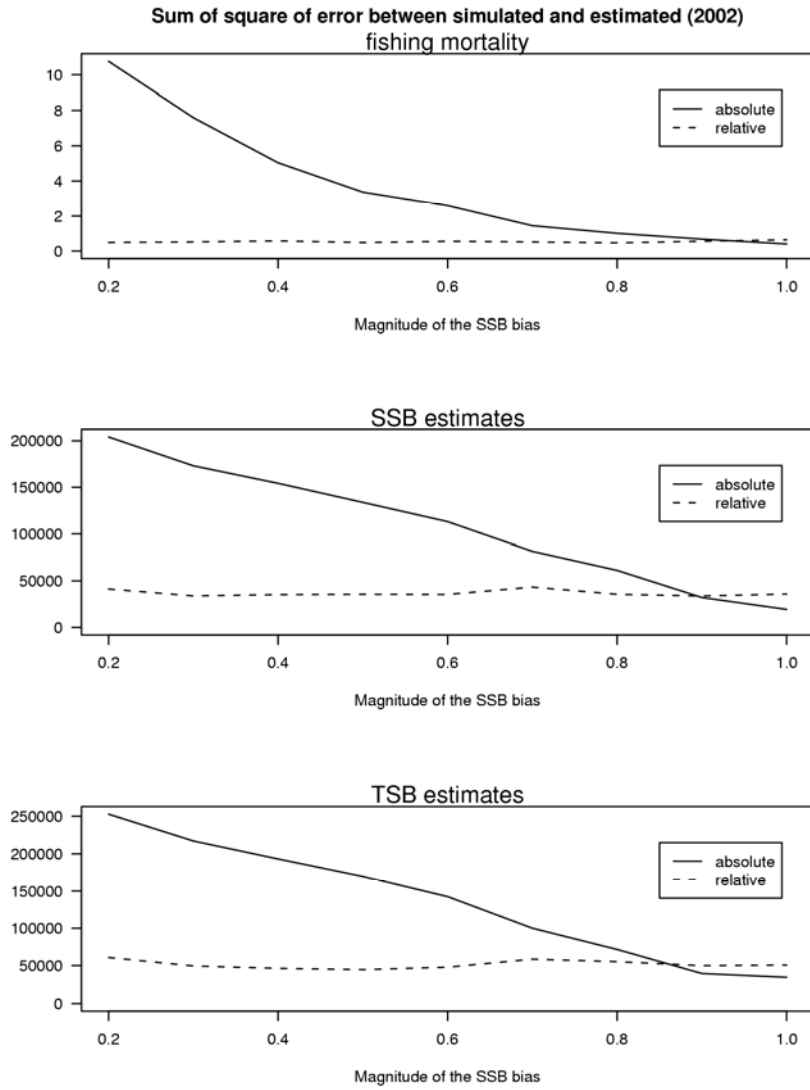 Sum of square of error between simulated and estimated (2002)
fishing mortality
10
8
6
4
2
0
absolute
relative
0.2 0.4 0.6 0.8 1.0
Magnitude of the SSB bias
SSB estimates
200000
150000
100000
50000
0
absolute
relative
0.2 0.4 0.6 0.8 1.0
Magnitude of the SSB bias
TSB estimates
250000
200000
150000
100000
50000
0
absolute
relative
0.2 0.4 0.6 0.8 1.0
Magnitude of the SSB bias